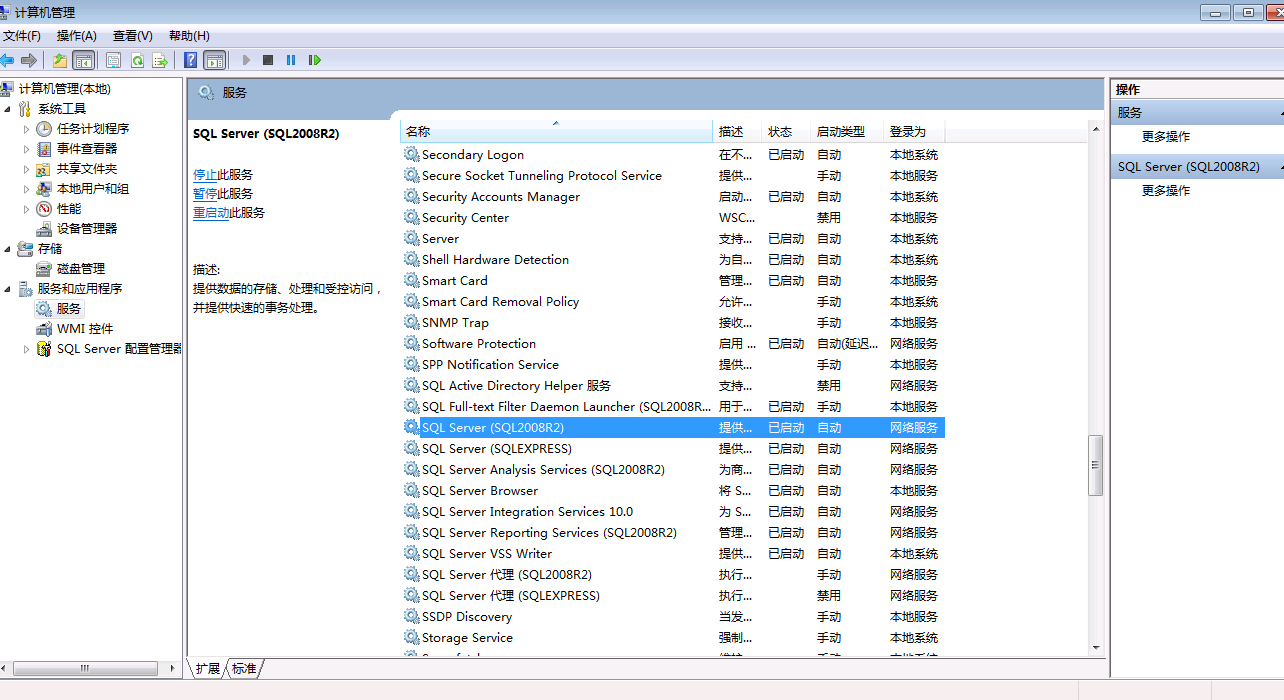 计算机管理
文件(F) 操作(A) 查看(V) 帮助(H)
计算机管理(本地)
系统工具
任务计划程序
事件查看器
共享文件夹
本地用户和组
性能
设备管理器
存储
磁盘管理
服务和应用程序
服务
WMI 控件
SQL Server 配置管理器
服务
SQL Server (SQL2008R2)
停止此服务
暂停此服务
重启动此服务
描述:
提供数据的存储、处理和受控访问，
并提供快速的事务处理。
名称 描述 状态 启动类型 登录为
Secondary Logon 在不... 已启动 自动 本地系统
Secure Socket Tunneling Protocol Service 提供... 手动 本地服务
Security Accounts Manager 启动... 已启动 自动 本地系统
Security Center WSC... 禁用 本地服务
Server 支持... 已启动 自动 本地系统
Shell Hardware Detection 为自... 已启动 自动 本地系统
Smart Card 管理... 已启动 自动 本地服务
Smart Card Removal Policy 允许... 手动 本地系统
SNMP Trap 接收... 手动 本地服务
Software Protection 启用 ... 已启动 自动(延迟... 网络服务
SPP Notification Service 提供... 手动 本地服务
SQL Active Directory Helper 服务 支持... 禁用 网络服务
SQL Full-text Filter Daemon Launcher (SQL2008R... 用于... 已启动 手动 本地服务
SQL Server (SQL2008R2) 提供... 已启动 自动 网络服务
SQL Server (SQLEXPRESS) 提供... 已启动 自动 网络服务
SQL Server Analysis Services (SQL2008R2) 为商... 已启动 自动 网络服务
SQL Server Browser 将 S... 已启动 自动 本地服务
SQL Server Integration Services 10.0 为 S... 已启动 自动 网络服务
SQL Server Reporting Services (SQL2008R2) 管理... 已启动 自动 网络服务
SQL Server VSS Writer 提供... 已启动 自动 本地系统
SQL Server 代理 (SQL2008R2) 执行... 手动 网络服务
SQL Server 代理 (SQLEXPRESS) 执行... 禁用 网络服务
SSDP Discovery 当发... 手动 本地服务
Storage Service 强制... 手动 本地系统
扩展 标准
操作
服务
更多操作
SQL Server (SQL2008R2)
更多操作